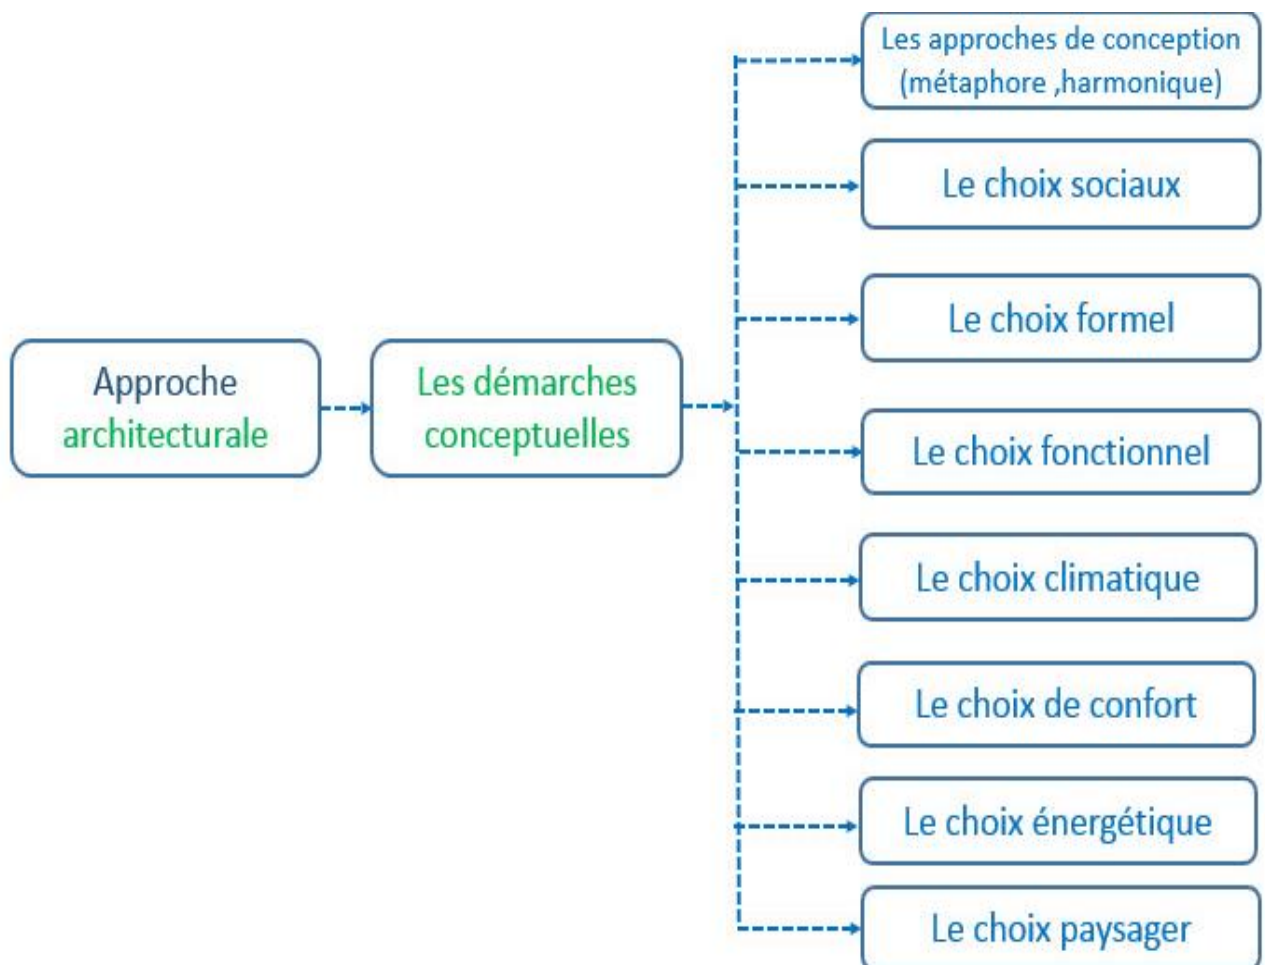 Approche
architecturale
Les démarches
conceptuelles
Les approches de conception
(métaphore ,harmonique)
Le choix sociaux
Le choix formel
Le choix fonctionnel
Le choix climatique
Le choix de confort
Le choix énergétique
Le choix paysager